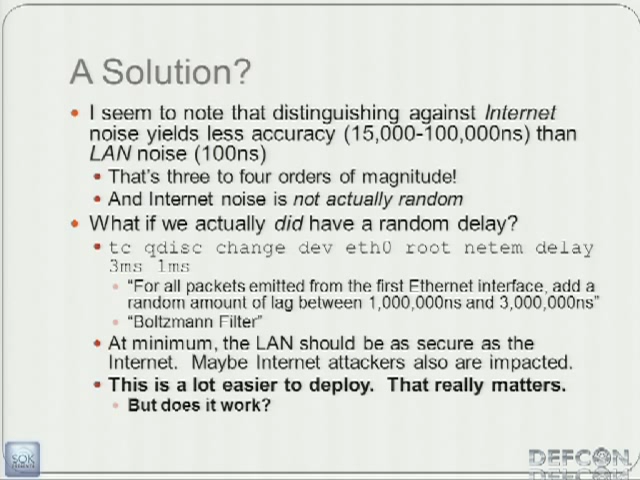 A Solution?
I seem to note that distinguishing against Internet
noise yields less accuracy (15,000-100,000ns) than
LAN noise (100ns)
That's three to four orders of magnitude!
And Internet noise is not actually random
What if we actually did have a random delay?
tc qdisc change dev eth0 root netem delay
3ms 1ms
"For all packets emitted from the first Ethernet interface, add a
random amount of lag between 1,000,000ns and 3,000,000ns"
"Boltzmann Filter"
At minimum, the LAN should be as secure as the
Internet. Maybe Internet attackers also are impacted.
This is a lot easier to deploy. That really matters.
But does it work?
SOK
DEFCON